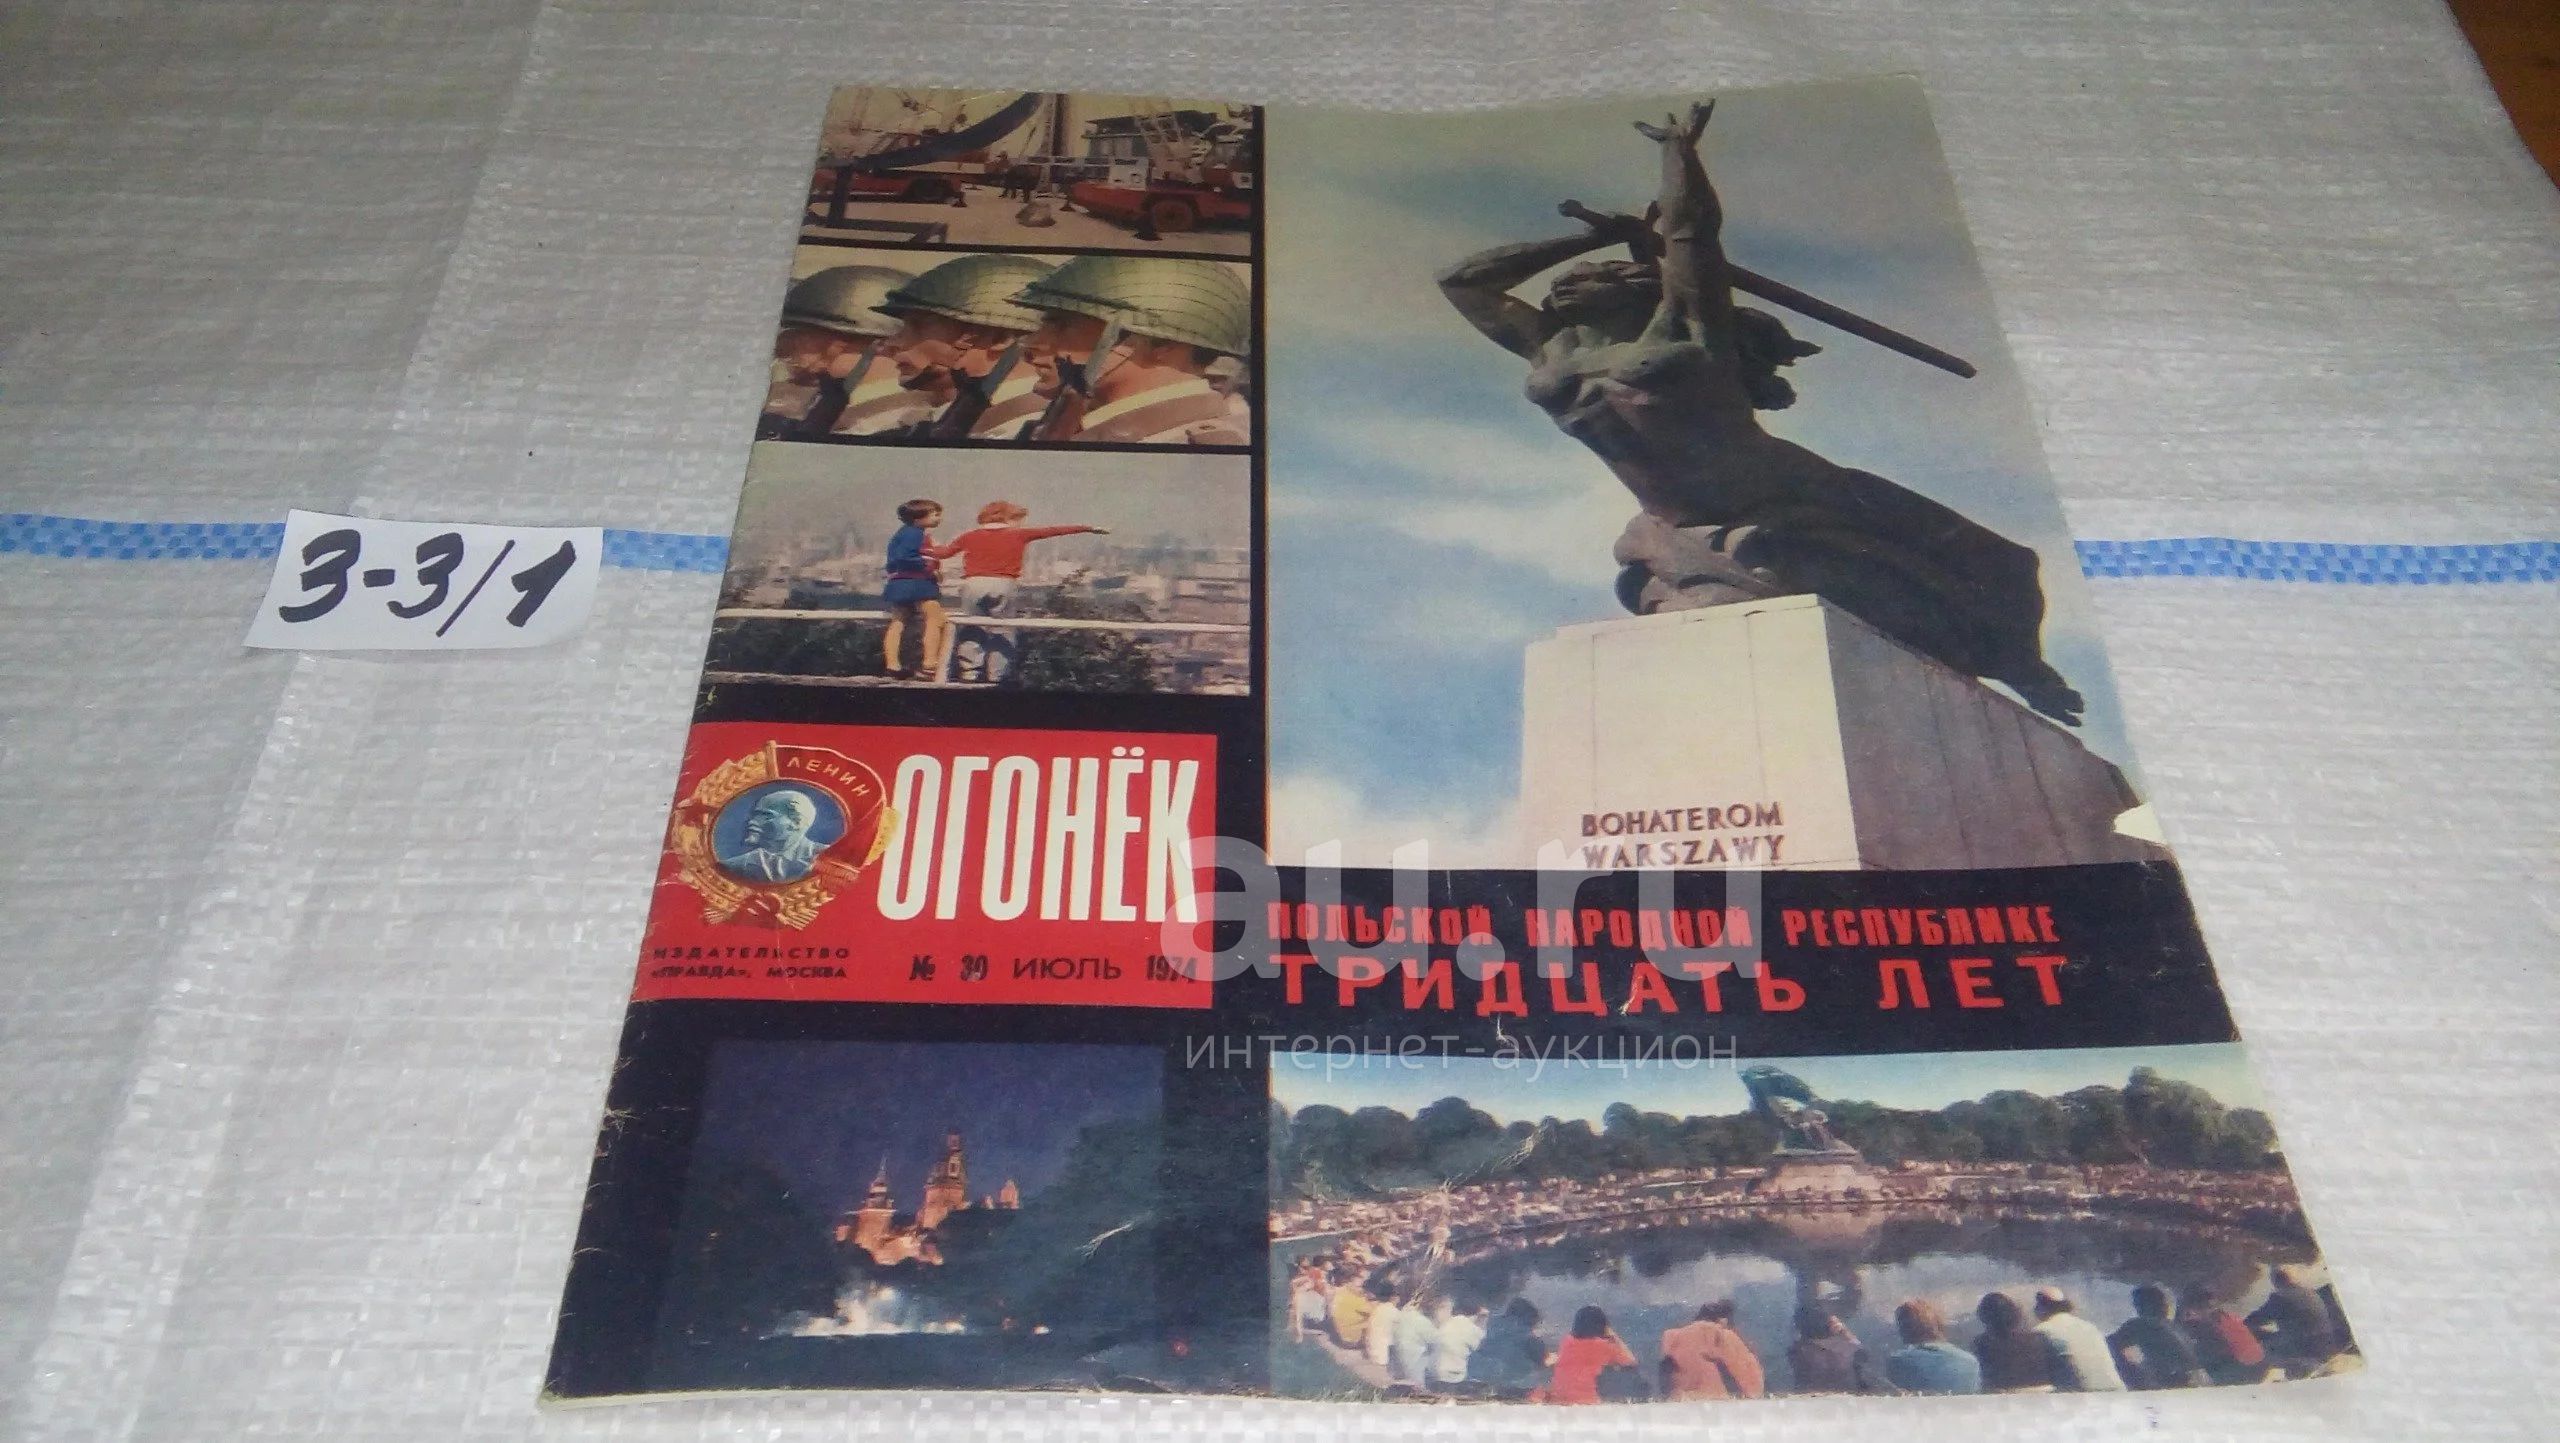 3-3/1
BOHATEROM
WARSZAWY
ЛЕНИН
ОГОНЁК
ИЗДАТЕЛЬСТВО
«ПРАВДА», МОСКВА
№ 30 ИЮЛЬ 1974
ПОЛЬСКОЙ НАРОДНОЙ РЕСПУБЛИКЕ
ТРИДЦАТЬ ЛЕТ
au.ru
интернет-аукцион